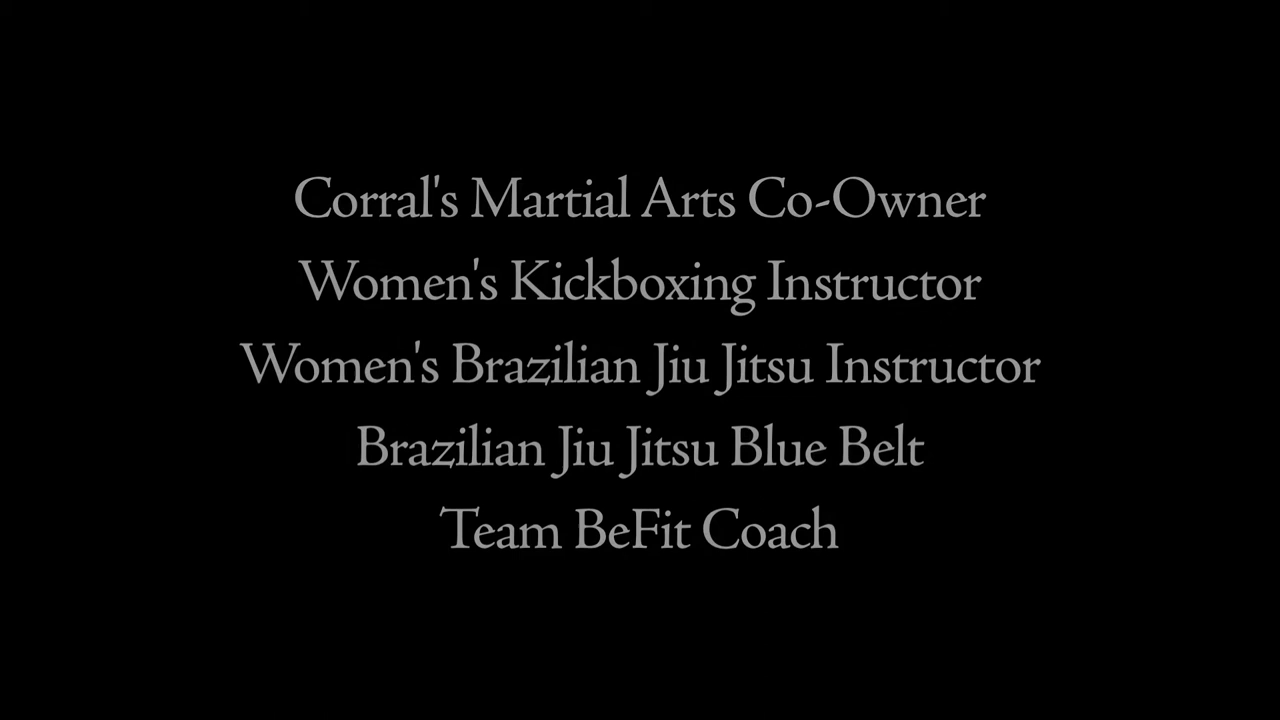 Corral's Martial Arts Co-Owner
Women's Kickboxing Instructor
Women's Brazilian Jiu Jitsu Instructor
Brazilian Jiu Jitsu Blue Belt
Team BeFit Coach